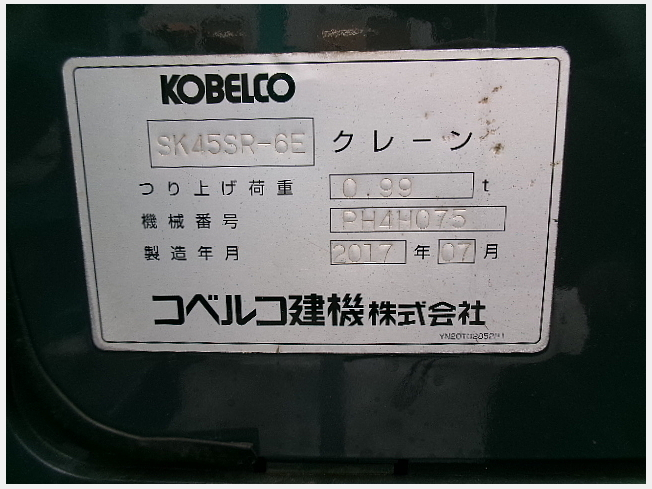 KOBELCO
SK45SR-6E クレーン
つり上げ荷重 0.99 t
機械番号 PH4H075
製造年月 2017 年 07 月
コベルコ建機株式会社